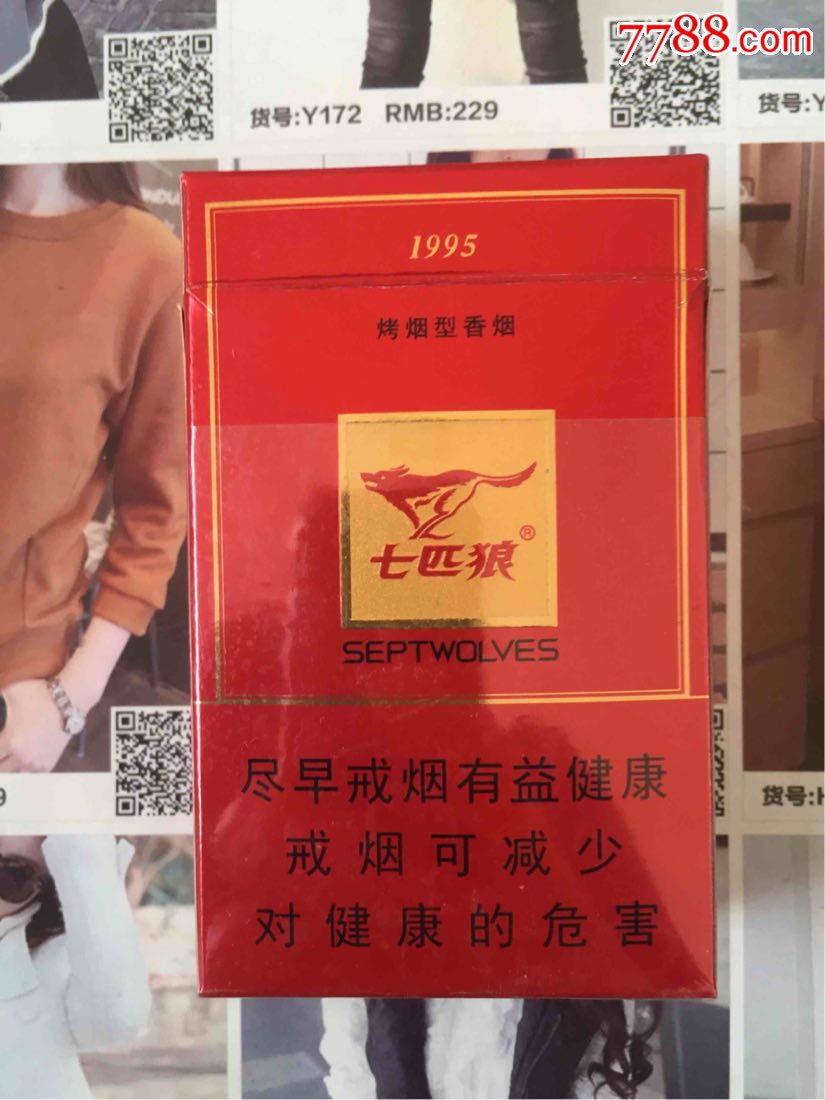 7788.com
货号:Y172 RMB:229
货号:Y
1995
烤烟型香烟
七匹狼®
SEPTWOLVES
货号:H
尽早戒烟有益健康
戒烟可减少
对健康的危害